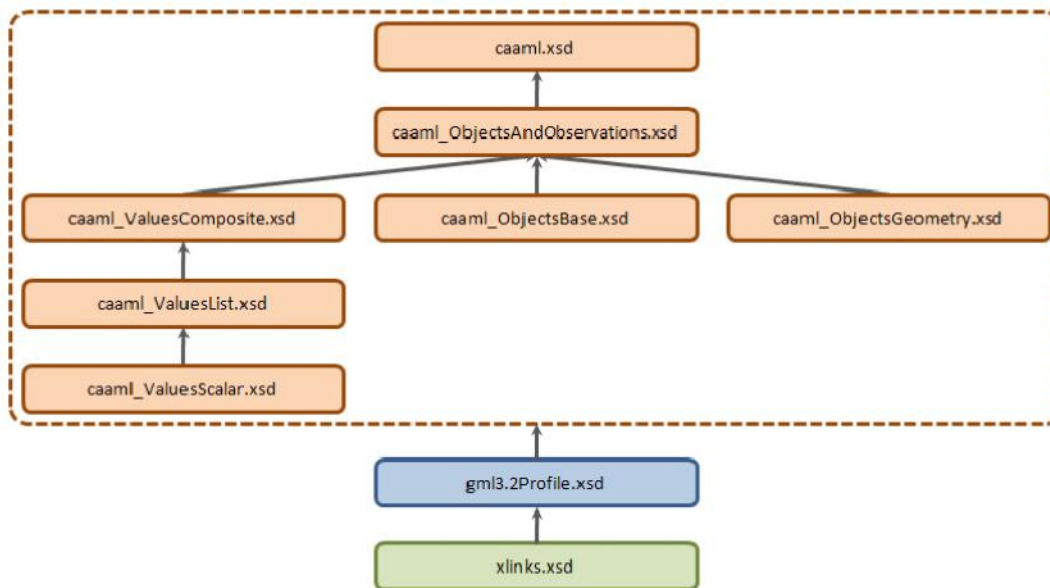 caaml.xsd
caaml_ObjectsAndObservations.xsd
caaml_ValuesComposite.xsd
caaml_ObjectsBase.xsd
caaml_ObjectsGeometry.xsd
caaml_ValuesList.xsd
caaml_ValuesScalar.xsd
gml3.2Profile.xsd
xlinks.xsd